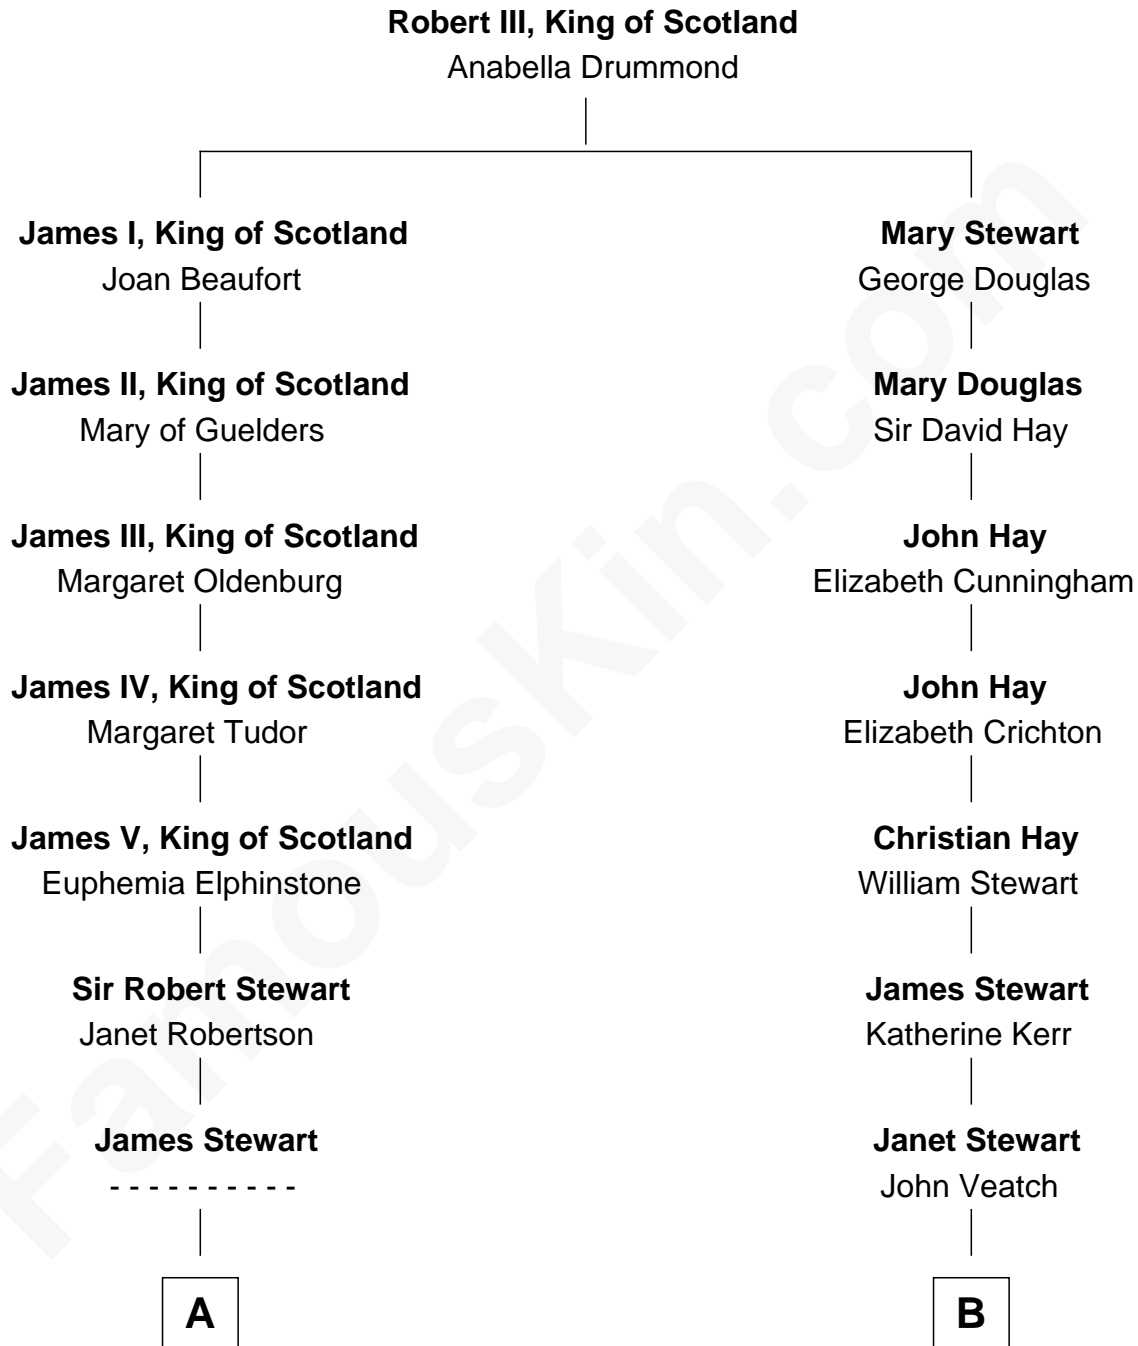 Robert III, King of Scotland
Anabella Drummond
James I, King of Scotland
Joan Beaufort
Mary Stewart
George Douglas
James II, King of Scotland
Mary of Guelders
Mary Douglas
Sir David Hay
James III, King of Scotland
Margaret Oldenburg
John Hay
Elizabeth Cunningham
James IV, King of Scotland
Margaret Tudor
John Hay
Elizabeth Crichton
James V, King of Scotland
Euphemia Elphinstone
Christian Hay
William Stewart
Sir Robert Stewart
Janet Robertson
James Stewart
Katherine Kerr
James Stewart
- - - - - - - - - -
Janet Stewart
John Veatch
A
B
FamousKin.com